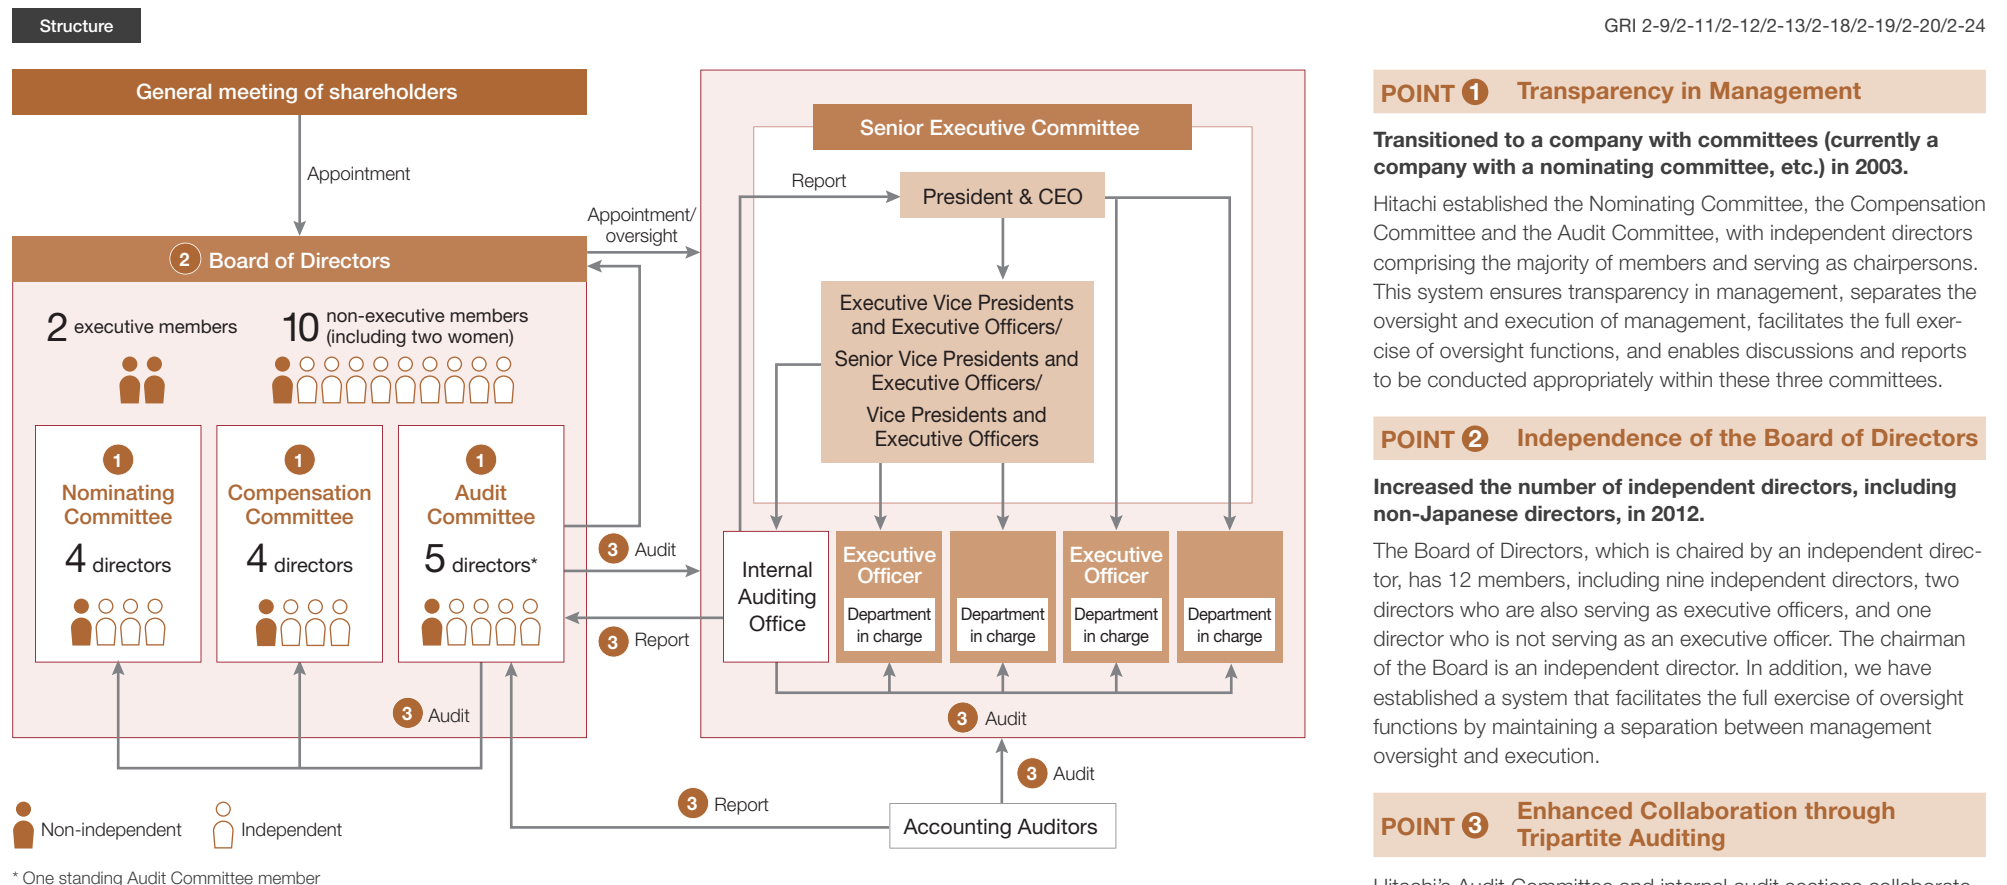 Structure
GRI 2-9/2-11/2-12/2-13/2-18/2-19/2-20/2-24
General meeting of shareholders
Appointment
Appointment/
oversight
2 Board of Directors
2 executive members
10 non-executive members
(including two women)
1
Nominating
Committee
4 directors
1
Compensation
Committee
4 directors
1
Audit
Committee
5 directors*
3 Audit
3 Report
3 Audit
Senior Executive Committee
Report
President & CEO
Executive Vice Presidents
and Executive Officers/
Senior Vice Presidents and
Executive Officers/
Vice Presidents and
Executive Officers
Internal
Auditing
Office
Executive
Officer
Department
in charge
Department
in charge
Executive
Officer
Department
in charge
Department
in charge
3 Audit
3 Audit
3 Report
Accounting Auditors
Non-independent
Independent
* One standing Audit Committee member
POINT 1 Transparency in Management
Transitioned to a company with committees (currently a
company with a nominating committee, etc.) in 2003.
Hitachi established the Nominating Committee, the Compensation
Committee and the Audit Committee, with independent directors
comprising the majority of members and serving as chairpersons.
This system ensures transparency in management, separates the
oversight and execution of management, facilitates the full exer-
cise of oversight functions, and enables discussions and reports
to be conducted appropriately within these three committees.
POINT 2 Independence of the Board of Directors
Increased the number of independent directors, including
non-Japanese directors, in 2012.
The Board of Directors, which is chaired by an independent direc-
tor, has 12 members, including nine independent directors, two
directors who are also serving as executive officers, and one
director who is not serving as an executive officer. The chairman
of the Board is an independent director. In addition, we have
established a system that facilitates the full exercise of oversight
functions by maintaining a separation between management
oversight and execution.
POINT 3 Enhanced Collaboration through
Tripartite Auditing
Hitachi's Audit Committee and internal audit sections collaborate